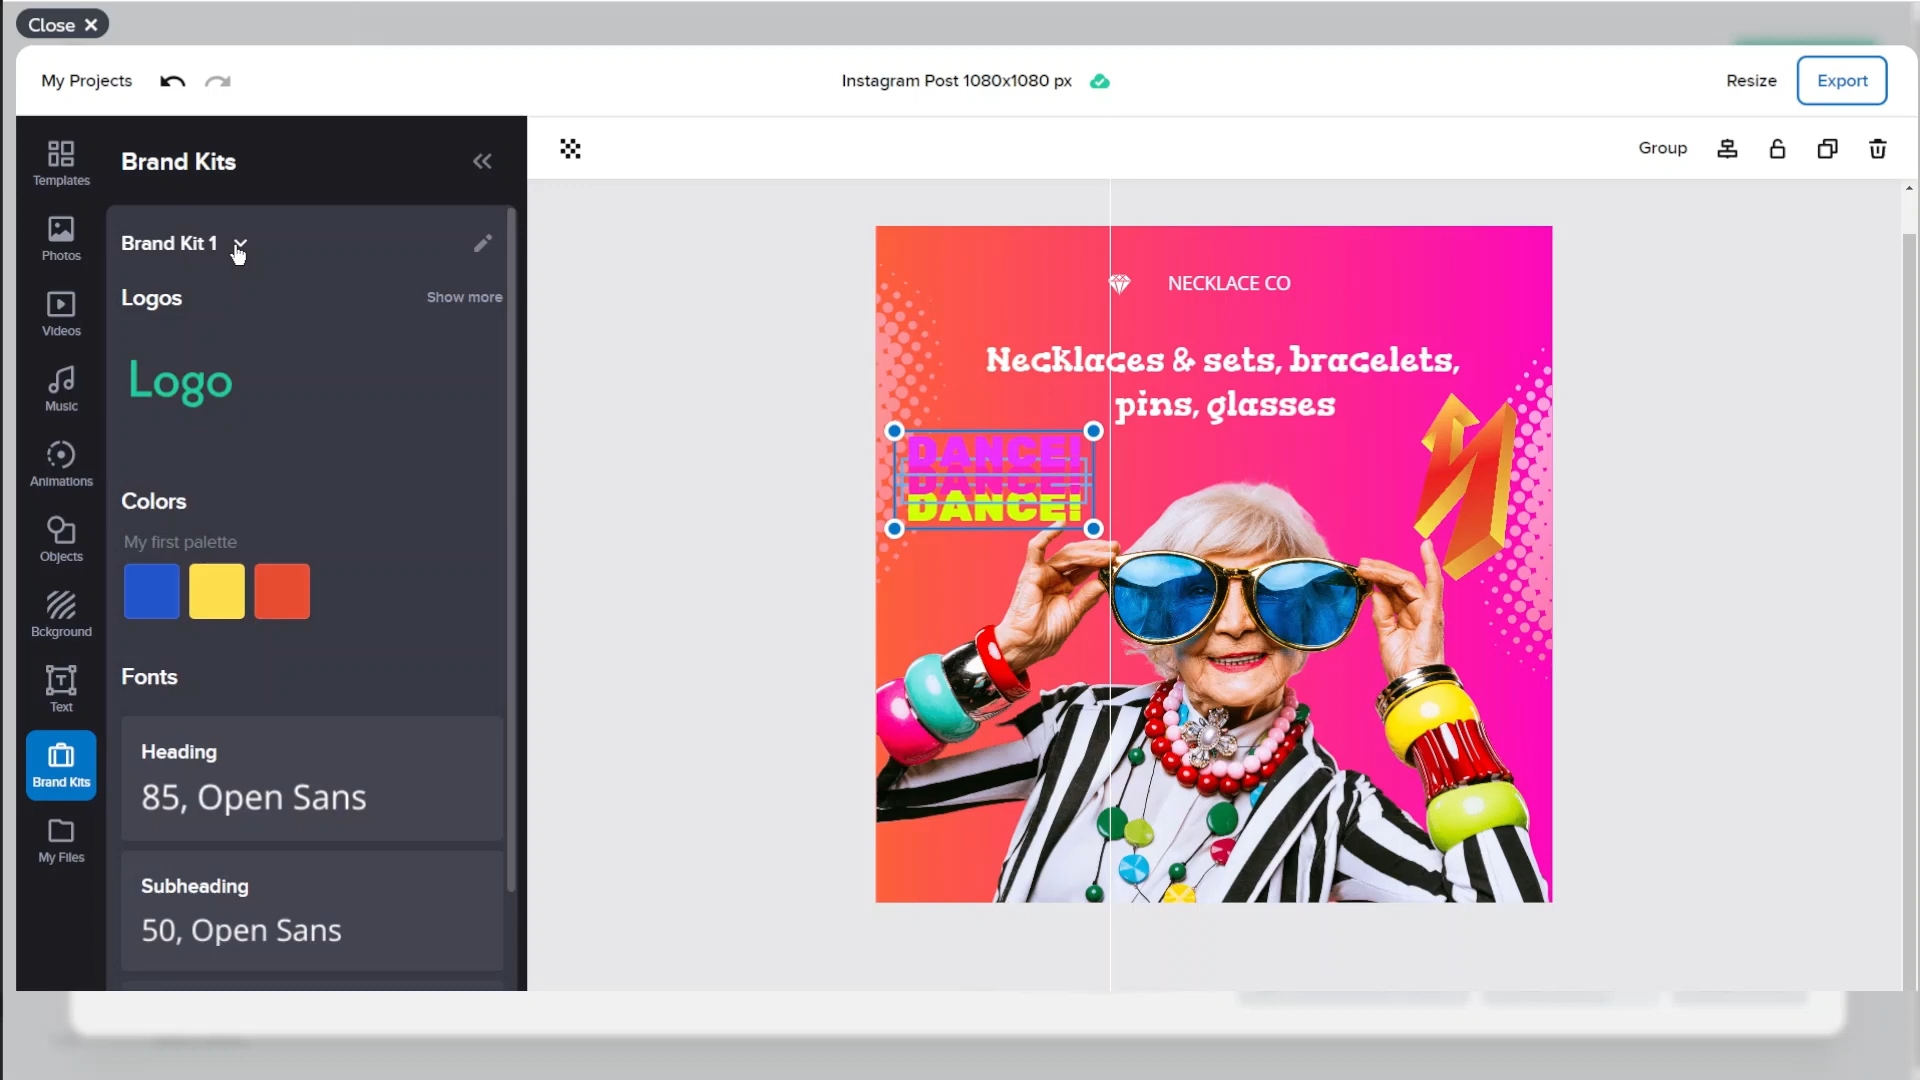 Close
My Projects
Instagram Post 1080x1080 px
Resize
Export
Templates
Photos
Videos
Music
Animations
Objects
Bckground
Text
Brand Kits
My Files
Brand Kits
Brand Kit 1
Logos
Show more
Logo
Colors
My first palette
Fonts
Heading
85, Open Sans
Subheading
50, Open Sans
Group
NECKLACE CO
Necklaces & sets, bracelets,
pins, glasses
DANCE!
DANCE!
DANCE!